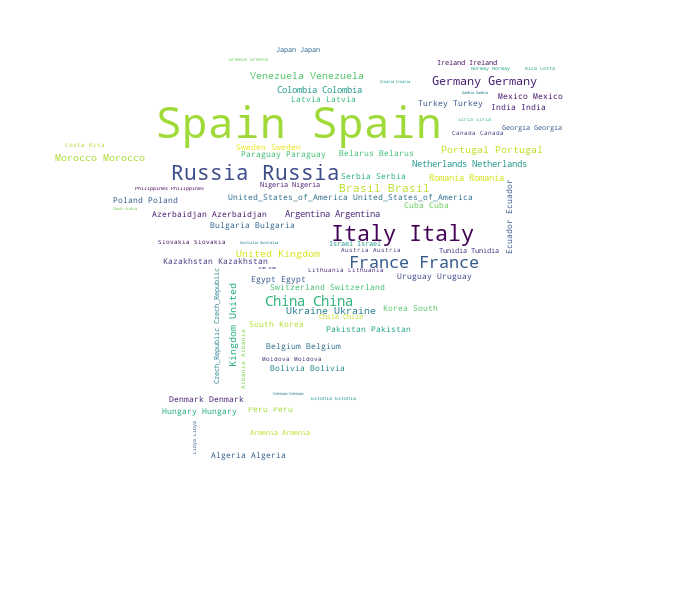 Japan Japan
Greece Greece
Ireland Ireland
Norway Norway
Rica Costa
Venezuela Venezuela
Croatia Croatia
Germany Germany
Colombia Colombia
Mexico Mexico
Latvia Latvia
Turkey Turkey
India India
Spain Spain
Siria Siria
Georgia Georgia
Canada Canada
Costa Rica
Sweden Sweden
Portugal Portugal
Morocco Morocco
Paraguay Paraguay
Belarus Belarus
Netherlands Netherlands
Russia Russia
Serbia Serbia
Romania Romania
Philippines Philippines
Nigeria Nigeria
Brasil Brasil
Poland Poland
United_States_of_America United_States_of_America
Ecuador Ecuador
Saudi Arabia
Cuba Cuba
Azerbaidjan Azerbaidjan
Argentina Argentina
Bulgaria Bulgaria
Italy Italy
Slovakia Slovakia
Australia Australia
Israel Israel
Austria Austria
Tunidia Tunidia
United Kingdom
Kazakhstan Kazakhstan
France France
Lithuania Lithuania
Egypt Egypt
Uruguay Uruguay
Switzerland Switzerland
China China
Ukraine Ukraine
Korea South
Chile Chile
South Korea
Pakistan Pakistan
Czech_Republic Czech_Republic
Kingdom United
Albania Albania
Belgium Belgium
Moldova Moldova
Bolivia Bolivia
Estonia Estonia
Denmark Denmark
Hungary Hungary
Peru Peru
Libya Libya
Armenia Armenia
Algeria Algeria